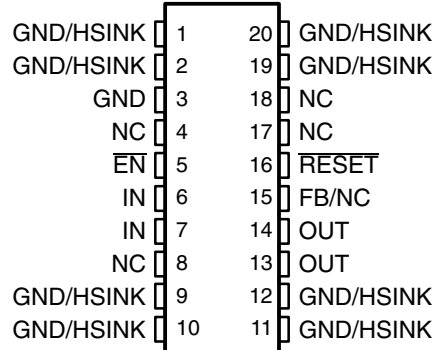 GND/HSINK 1 20 GND/HSINK
GND/HSINK 2 19 GND/HSINK
GND 3 18 NC
NC 4 17 NC
EN 5 16 RESET
IN 6 15 FB/NC
IN 7 14 OUT
NC 8 13 OUT
GND/HSINK 9 12 GND/HSINK
GND/HSINK 10 11 GND/HSINK